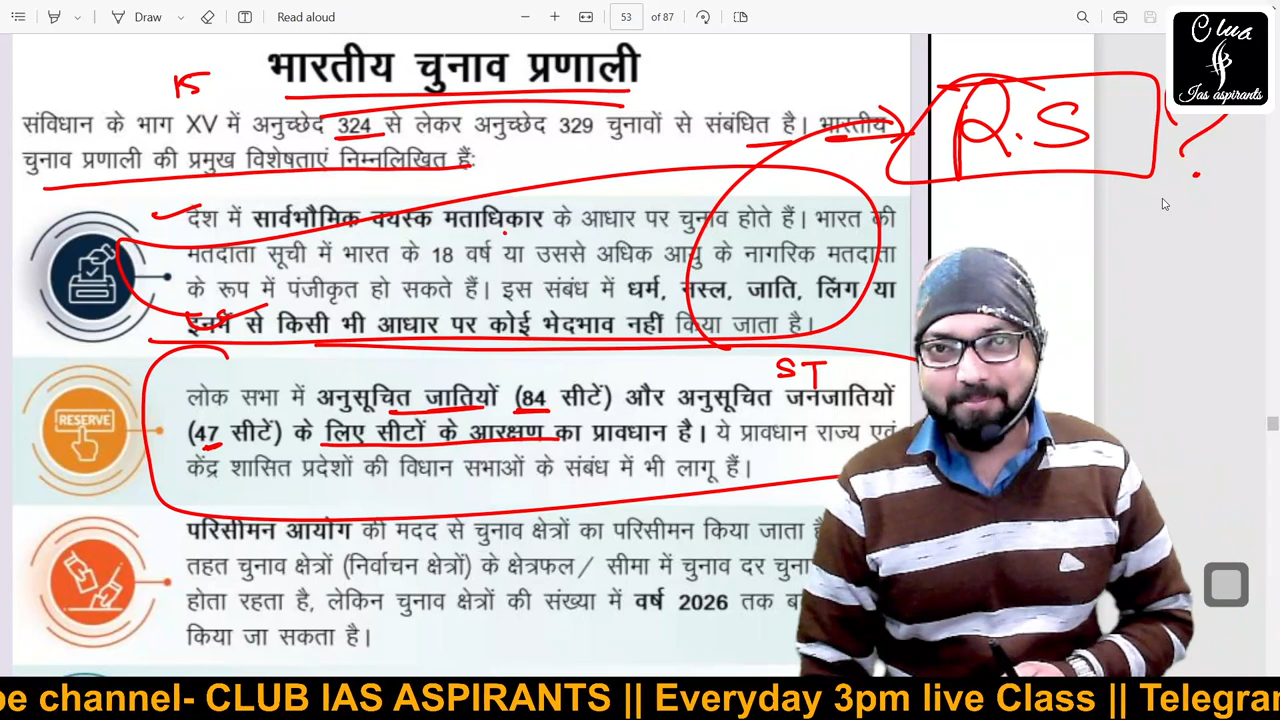 Draw
Read aloud
53 of 87
Clua
Ias aspirants
भारतीय चुनाव प्रणाली
15
R.S ?
संविधान के भाग XV में अनुच्छेद 324 से लेकर अनुच्छेद 329 चुनावों से संबंधित है। भारतीय
चुनाव प्रणाली की प्रमुख विशेषताएं निम्नलिखित हैं:
देश में सार्वभौमिक वयस्क मताधिकार के आधार पर चुनाव होते हैं। भारत की
मतदाता सूची में भारत के 18 वर्ष या उससे अधिक आयु के नागरिक मतदाता
के रूप में पंजीकृत हो सकते हैं। इस संबंध में धर्म, नस्ल, जाति, लिंग या
इनमें से किसी भी आधार पर कोई भेदभाव नहीं किया जाता है।
ST
RESERVE
लोक सभा में अनुसूचित जातियों (84 सीटें) और अनुसूचित जनजातियों
(47 सीटें) के लिए सीटों के आरक्षण का प्रावधान है। ये प्रावधान राज्य एवं
केंद्र शासित प्रदेशों की विधान सभाओं के संबंध में भी लागू हैं।
परिसीमन आयोग की मदद से चुनाव क्षेत्रों का परिसीमन किया जाता
तहत चुनाव क्षेत्रों (निर्वाचन क्षेत्रों) के क्षेत्रफल/ सीमा में चुनाव दर चुना
होता रहता है, लेकिन चुनाव क्षेत्रों की संख्या में वर्ष 2026 तक
किया जा सकता है।
pe channel- CLUB IAS ASPIRANTS || Everyday 3pm live Class || Telegra